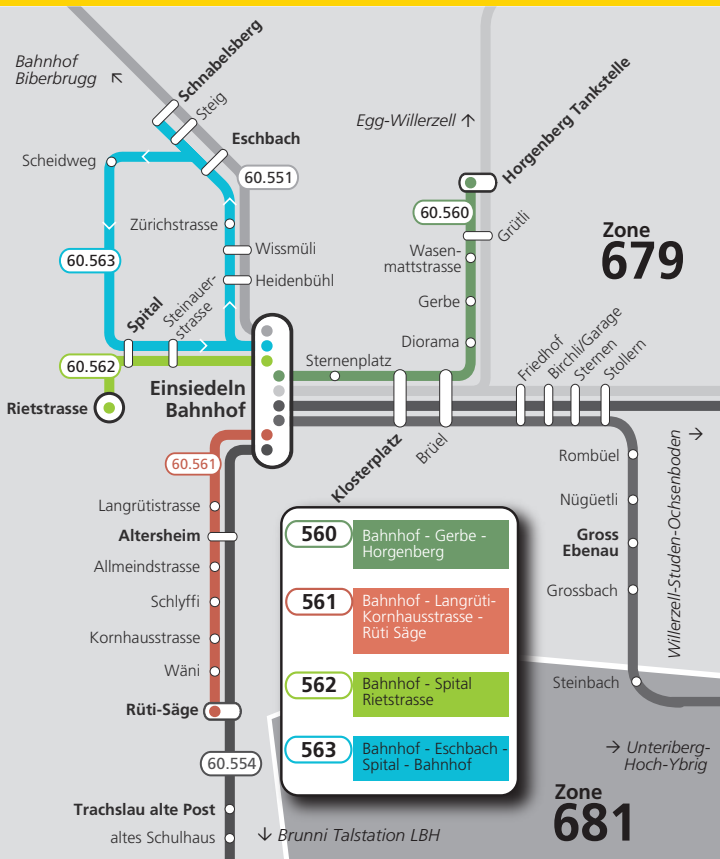 Bahnhof
Biberbrugg ↖
Schnabelsberg
Steig
Eschbach
Scheidweg
60.551
Zürichstrasse
Wissmüli
60.563
Heidenbühl
Steinauer-
strasse
Spital
60.562
Rietstrasse
Einsiedeln
Bahnhof
Egg-Willerzell ↑
Horgenberg Tankstelle
60.560
Grütli
Wasen-
mattstrasse
Gerbe
Diorama
Sternenplatz
Zone
679
Friedhof
Birchli/Garage
Sternen
Stollern
Klosterplatz
Brüel
60.561
Langrütistrasse
Altersheim
Allmeindstrasse
Schlyffi
Kornhausstrasse
Wäni
Rüti-Säge
60.554
Trachslau alte Post
altes Schulhaus
↓ Brunni Talstation LBH
560 Bahnhof - Gerbe -
Horgenberg
561 Bahnhof - Langrüti-
Kornhausstrasse -
Rüti Säge
562 Bahnhof - Spital
Rietstrasse
563 Bahnhof - Eschbach -
Spital - Bahnhof
Rombüel
Nügüetli
Gross
Ebenau
Grossbach
Steinbach
Willerzell-Studen-Ochsenboden →
→ Unteriberg-
Hoch-Ybrig
Zone
681